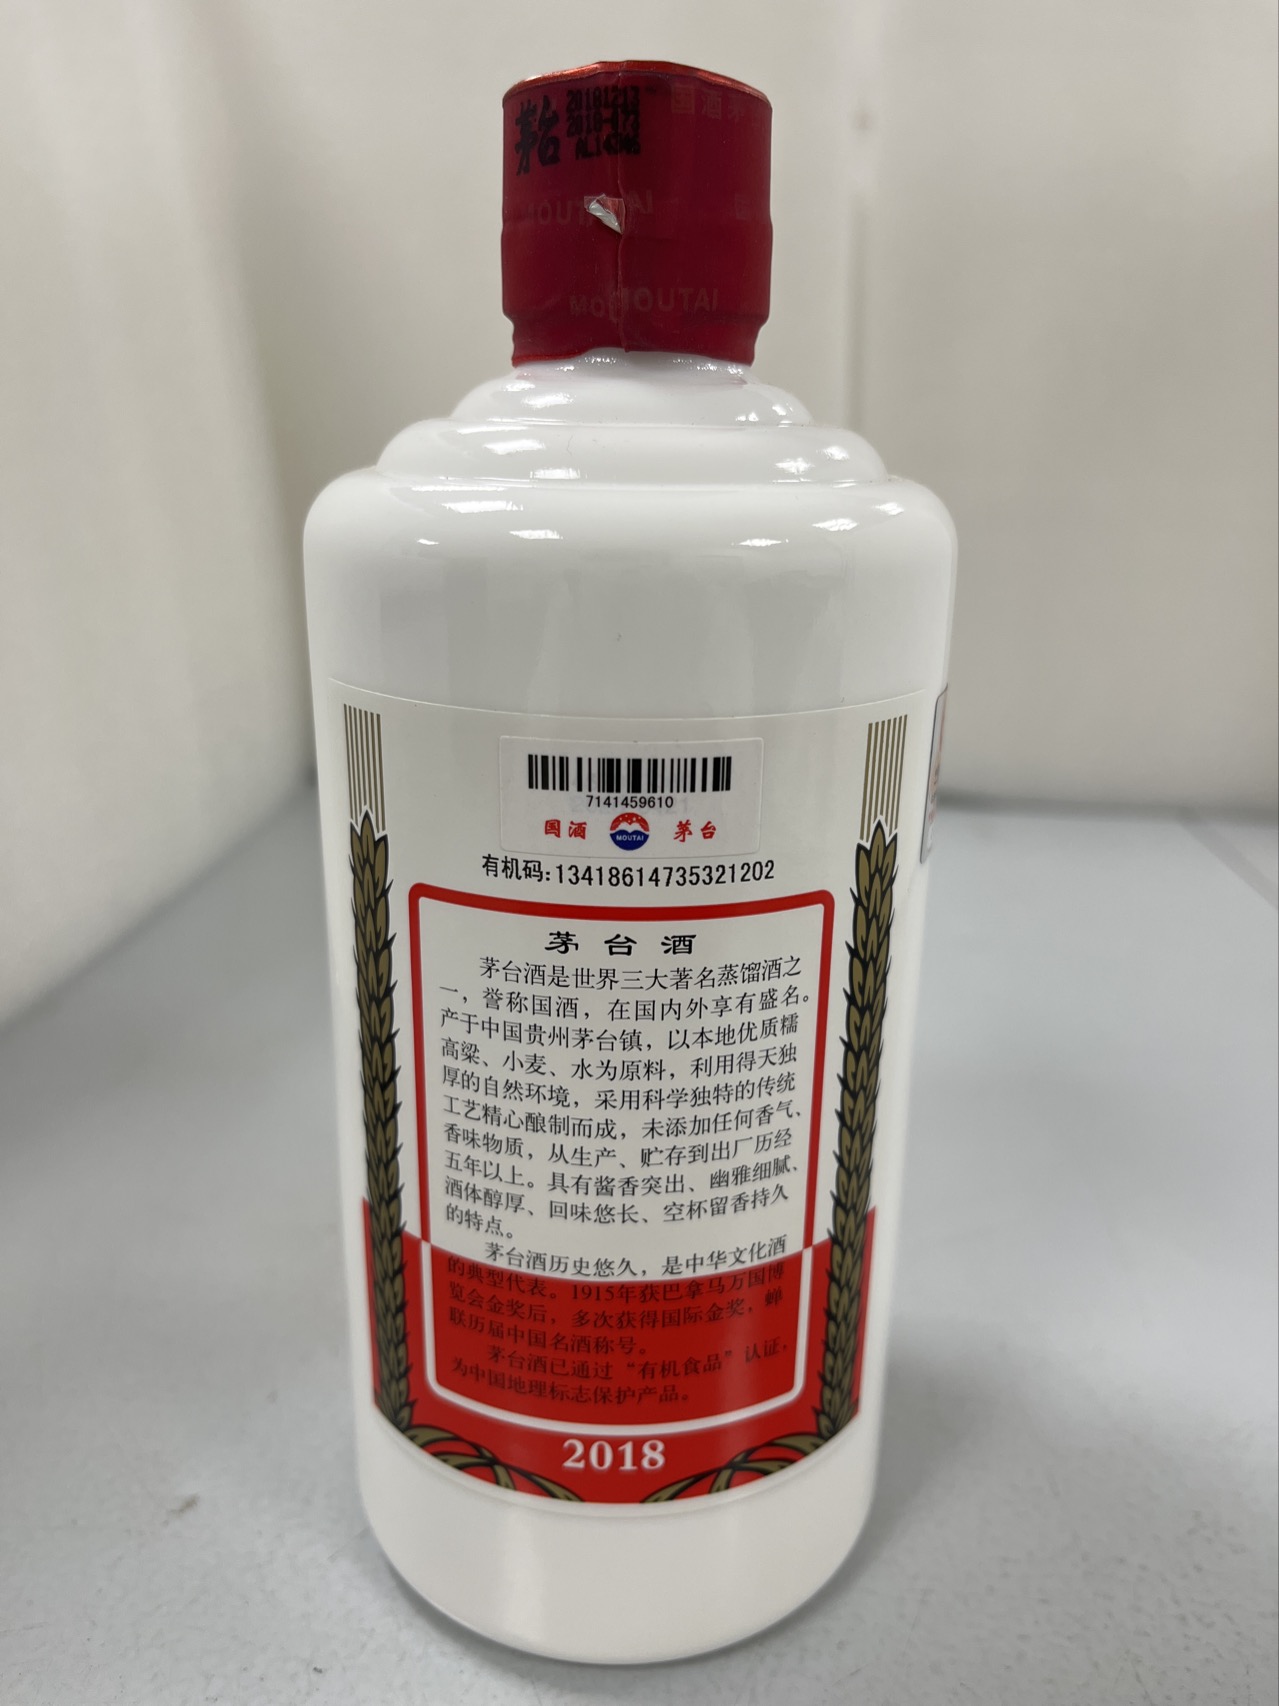 茅台
20181213
国酒茅
MOUTAI
7141459610
国酒
MOUTAI
茅台
有机码:13418614735321202
茅台酒
茅台酒是世界三大著名蒸馏酒之
一,誉称国酒,在国内外享有盛名。
产于中国贵州茅台镇,以本地优质糯
高粱、小麦、水为原料,利用得天独
厚的自然环境,采用科学独特的传统
工艺精心酿制而成,未添加任何香气、
香味物质,从生产、贮存到出厂历经
五年以上。具有酱香突出、幽雅细腻、
酒体醇厚、回味悠长、空杯留香持久
的特点。
茅台酒历史悠久,是中华文化酒
的典型代表。1915年获巴拿马万国博
览会金奖后,多次获得国际金奖,蝉
联历届中国名酒称号。
茅台酒已通过“有机食品”认证,
为中国地理标志保护产品。
2018